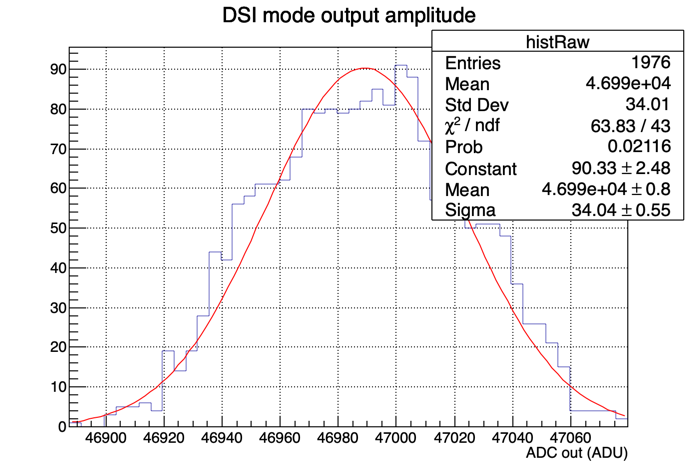 DSI mode output amplitude
histRaw
Entries 1976
Mean 4.699e+04
Std Dev 34.01
χ² / ndf 63.83 / 43
Prob 0.02116
Constant 90.33 ± 2.48
Mean 4.699e+04 ± 0.8
Sigma 34.04 ± 0.55
90
80
70
60
50
40
30
20
10
0
46900 46920 46940 46960 46980 47000 47020 47040 47060
ADC out (ADU)